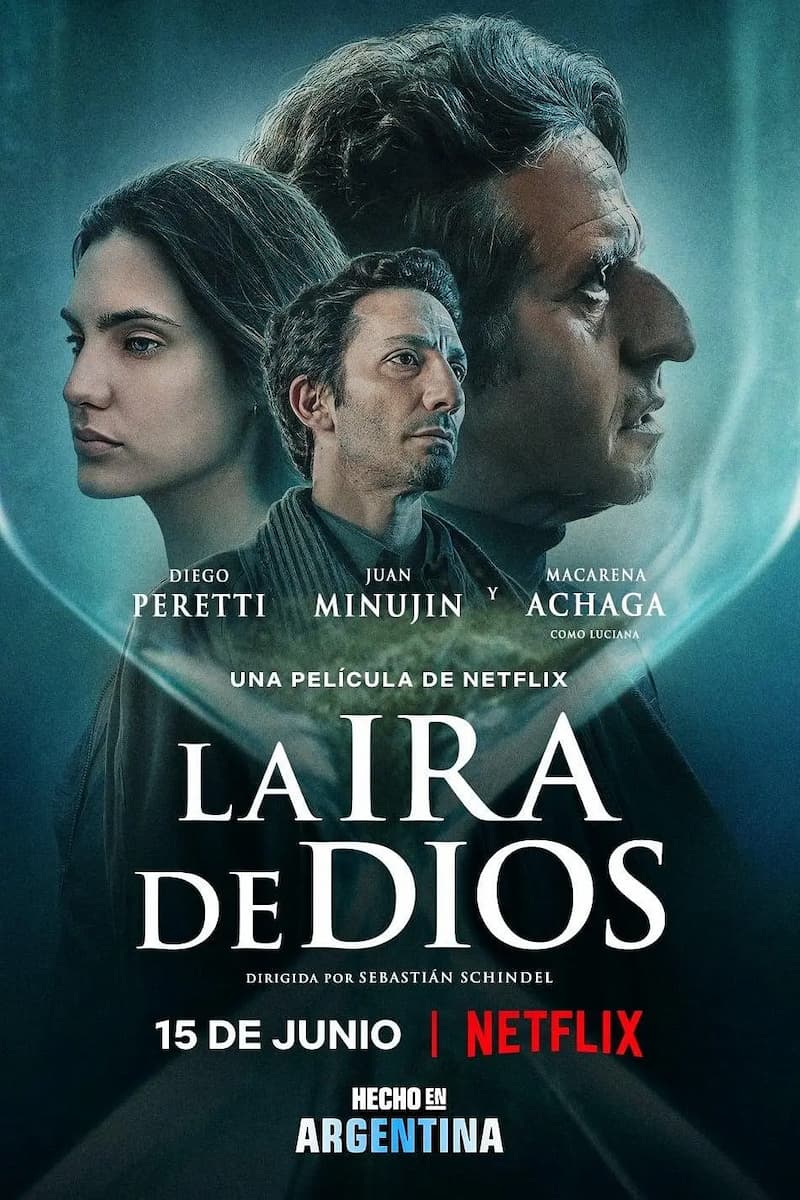 DIEGO
PERETTI
JUAN
MINUJIN
Y
MACARENA
ACHAGA
COMO LUCIANA
UNA PELÍCULA DE NETFLIX
LA IRA
DE DIOS
DIRIGIDA POR SEBASTIÁN SCHINDEL
15 DE JUNIO | NETFLIX
HECHO EN
ARGENTINA